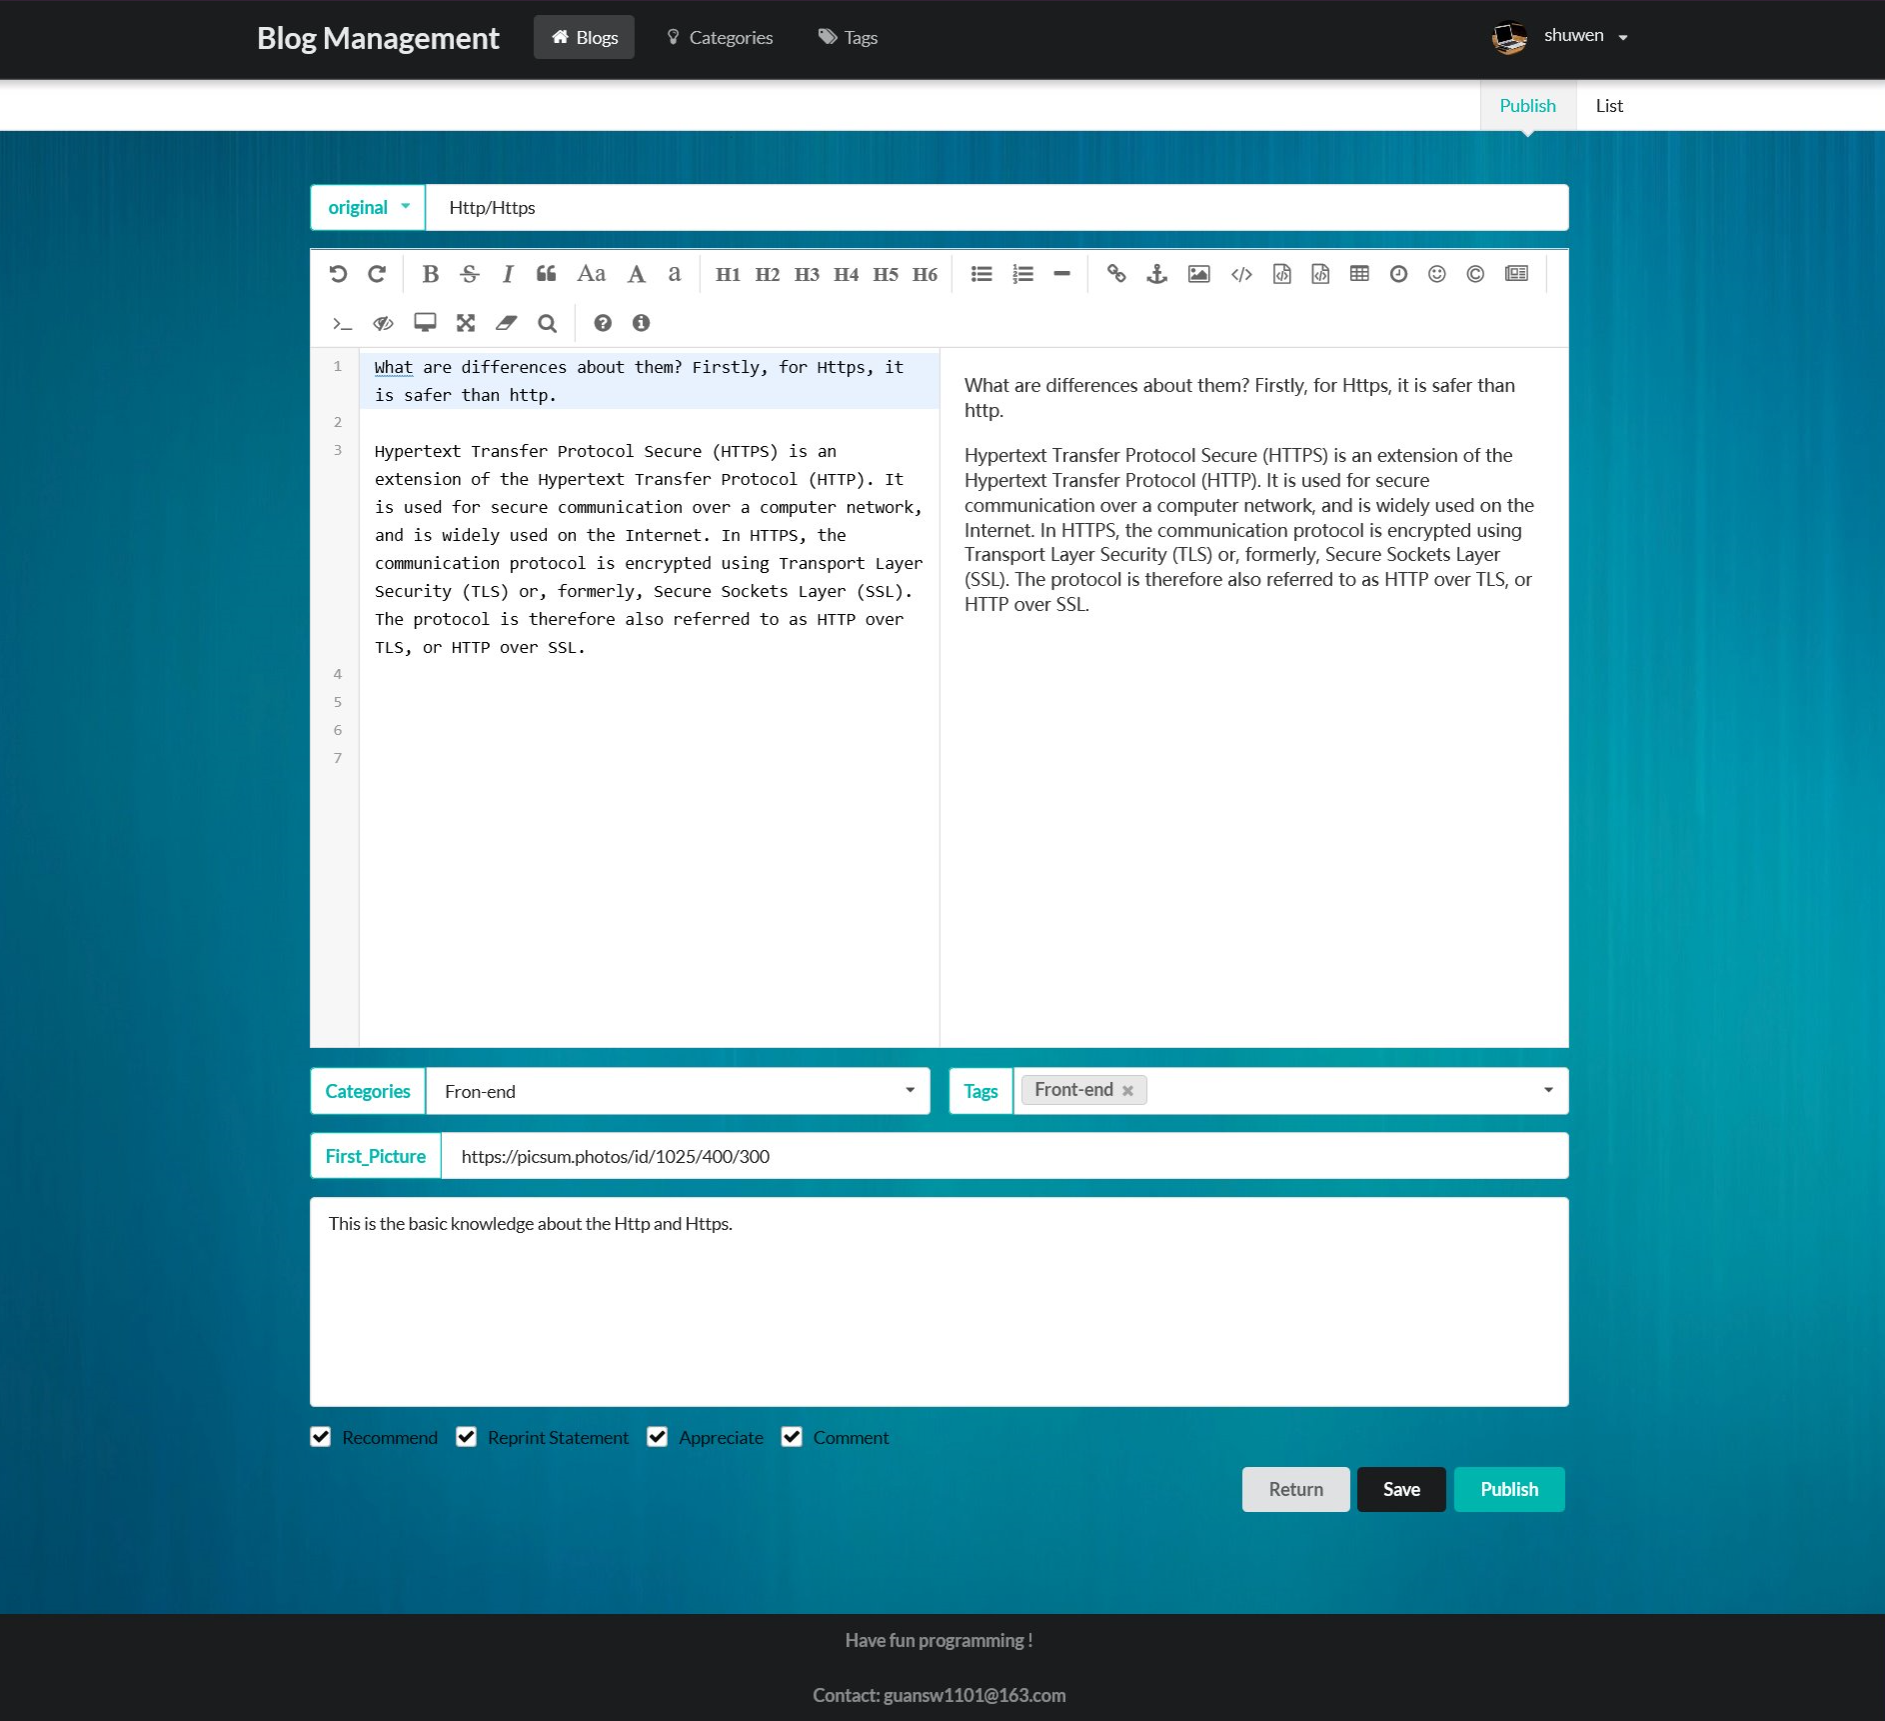 Blog Management Blogs Categories Tags shuwen
Publish List
original Http/Https
B S I Aa A a H1 H2 H3 H4 H5 H6
1 What are differences about them? Firstly, for Https, it
is safer than http.
2
3 Hypertext Transfer Protocol Secure (HTTPS) is an
extension of the Hypertext Transfer Protocol (HTTP). It
is used for secure communication over a computer network,
and is widely used on the Internet. In HTTPS, the
communication protocol is encrypted using Transport Layer
Security (TLS) or, formerly, Secure Sockets Layer (SSL).
The protocol is therefore also referred to as HTTP over
TLS, or HTTP over SSL.
4
5
6
7
What are differences about them? Firstly, for Https, it is safer than
http.
Hypertext Transfer Protocol Secure (HTTPS) is an extension of the
Hypertext Transfer Protocol (HTTP). It is used for secure
communication over a computer network, and is widely used on the
Internet. In HTTPS, the communication protocol is encrypted using
Transport Layer Security (TLS) or, formerly, Secure Sockets Layer
(SSL). The protocol is therefore also referred to as HTTP over TLS, or
HTTP over SSL.
Categories Fron-end Tags Front-end
First_Picture https://picsum.photos/id/1025/400/300
This is the basic knowledge about the Http and Https.
Recommend Reprint Statement Appreciate Comment
Return Save Publish
Have fun programming !
Contact: guansw1101@163.com